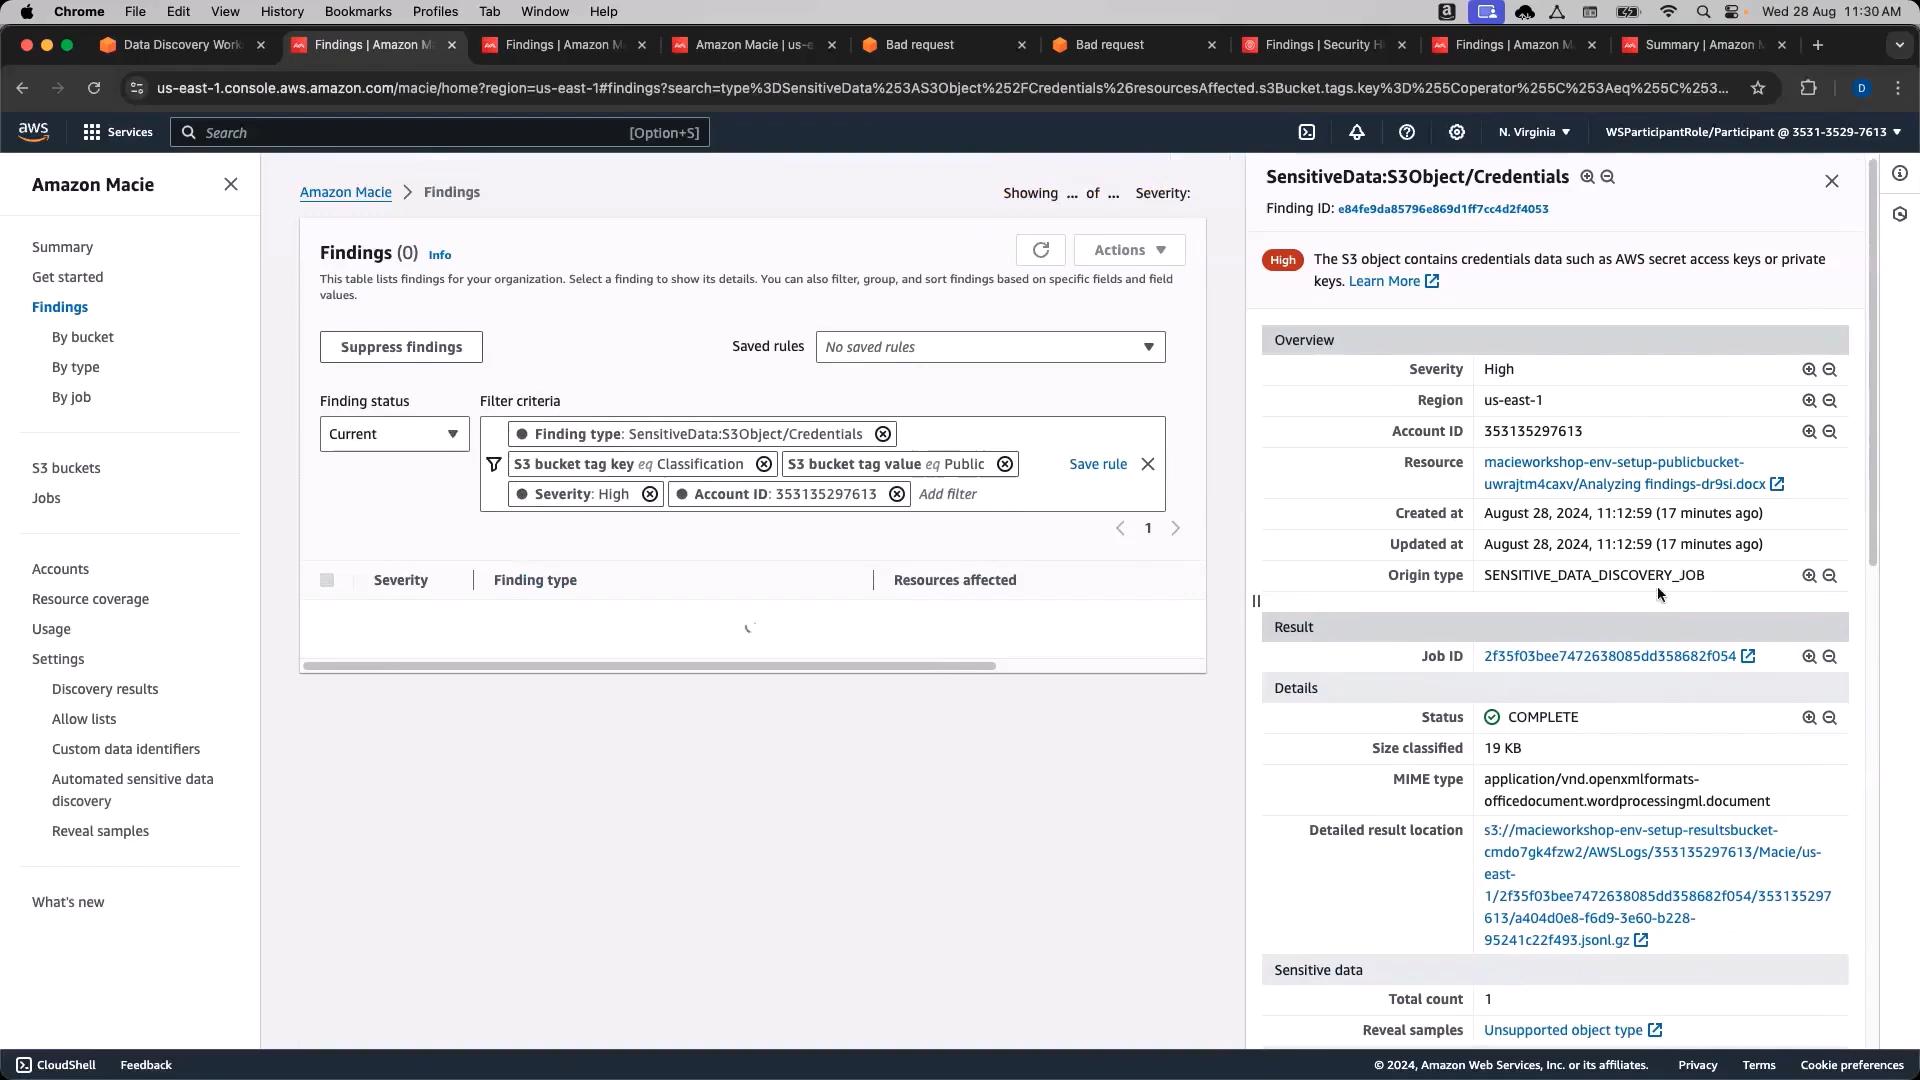 Chrome File Edit View History Bookmarks Profiles Tab Window Help Wed 28 Aug 11:30 AM
Data Discovery Work Findings | Amazon M Findings | Amazon M Amazon Macie | us-e Bad request Bad request Findings | Security H Findings | Amazon M Summary | Amazon
us-east-1.console.aws.amazon.com/macie/home?region=us-east-1#findings?search=type%3DSensitiveData%253AS3Object%252FCredentials%26resourcesAffected.s3Bucket.tags.key%3D%255Coperator%255C%253Aeq%255C%253... D
aws Services Search [Option+S] N. Virginia WSParticipantRole/Participant @ 3531-3529-7613
Amazon Macie
Summary
Get started
Findings
By bucket
By type
By job
S3 buckets
Jobs
Accounts
Resource coverage
Usage
Settings
Discovery results
Allow lists
Custom data identifiers
Automated sensitive data
discovery
Reveal samples
What's new
Amazon Macie Findings Showing ... of ... Severity:
Findings (0) Info Actions
This table lists findings for your organization. Select a finding to show its details. You can also filter, group, and sort findings based on specific fields and field
values.
Suppress findings Saved rules No saved rules
Finding status Filter criteria
Current Finding type: SensitiveData:S3Object/Credentials
S3 bucket tag key eq Classification S3 bucket tag value eq Public Save rule
Severity: High Account ID: 353135297613 Add filter
1
Severity Finding type Resources affected
SensitiveData:S3Object/Credentials
Finding ID: e84fe9da85796e869d1ff7cc4d2f4053
High The S3 object contains credentials data such as AWS secret access keys or private
keys. Learn More
Overview
Severity High
Region us-east-1
Account ID 353135297613
Resource macieworkshop-env-setup-publicbucket-
uwrajtm4caxv/Analyzing findings-dr9si.docx
Created at August 28, 2024, 11:12:59 (17 minutes ago)
Updated at August 28, 2024, 11:12:59 (17 minutes ago)
Origin type SENSITIVE_DATA_DISCOVERY_JOB
Result
Job ID 2f35f03bee7472638085dd358682f054
Details
Status COMPLETE
Size classified 19 KB
MIME type application/vnd.openxmlformats-
officedocument.wordprocessingml.document
Detailed result location s3://macieworkshop-env-setup-resultsbucket-
cmdo7gk4fzw2/AWSLogs/353135297613/Macie/us-
east-
1/2f35f03bee7472638085dd358682f054/353135297
613/a404d0e8-f6d9-3e60-b228-
95241c22f493.jsonl.gz
Sensitive data
Total count 1
Reveal samples Unsupported object type
CloudShell Feedback © 2024, Amazon Web Services, Inc. or its affiliates. Privacy Terms Cookie preferences